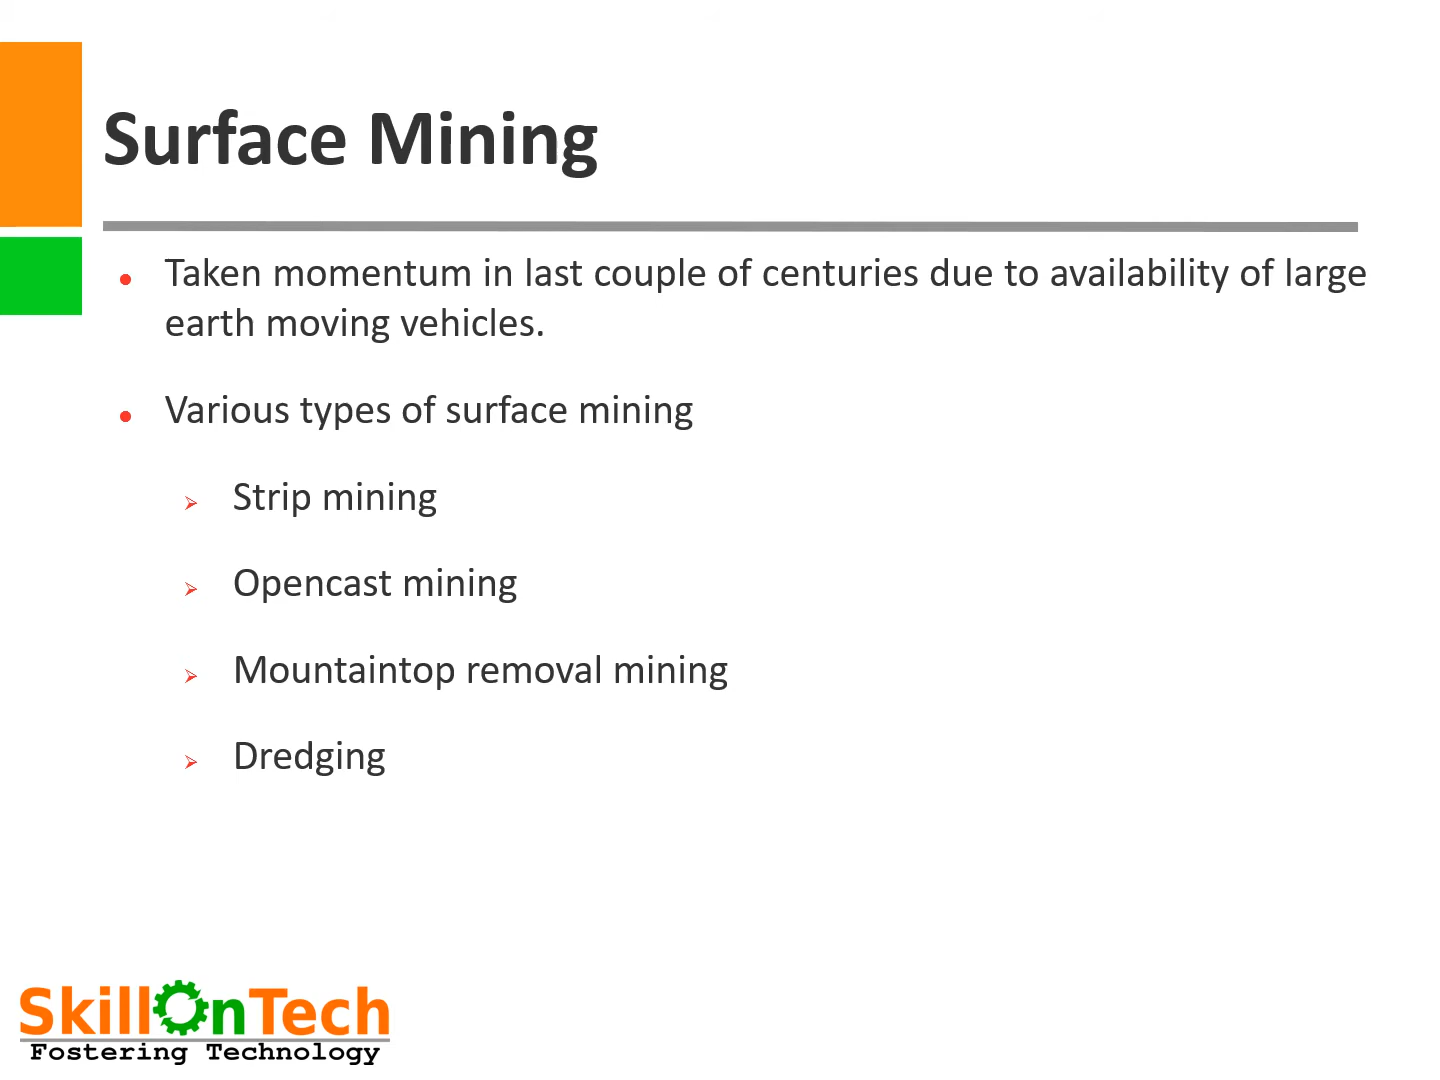 Surface Mining
Taken momentum in last couple of centuries due to availability of large
earth moving vehicles.
Various types of surface mining
Strip mining
Opencast mining
Mountaintop removal mining
Dredging
SkillOnTech
Fostering Technology